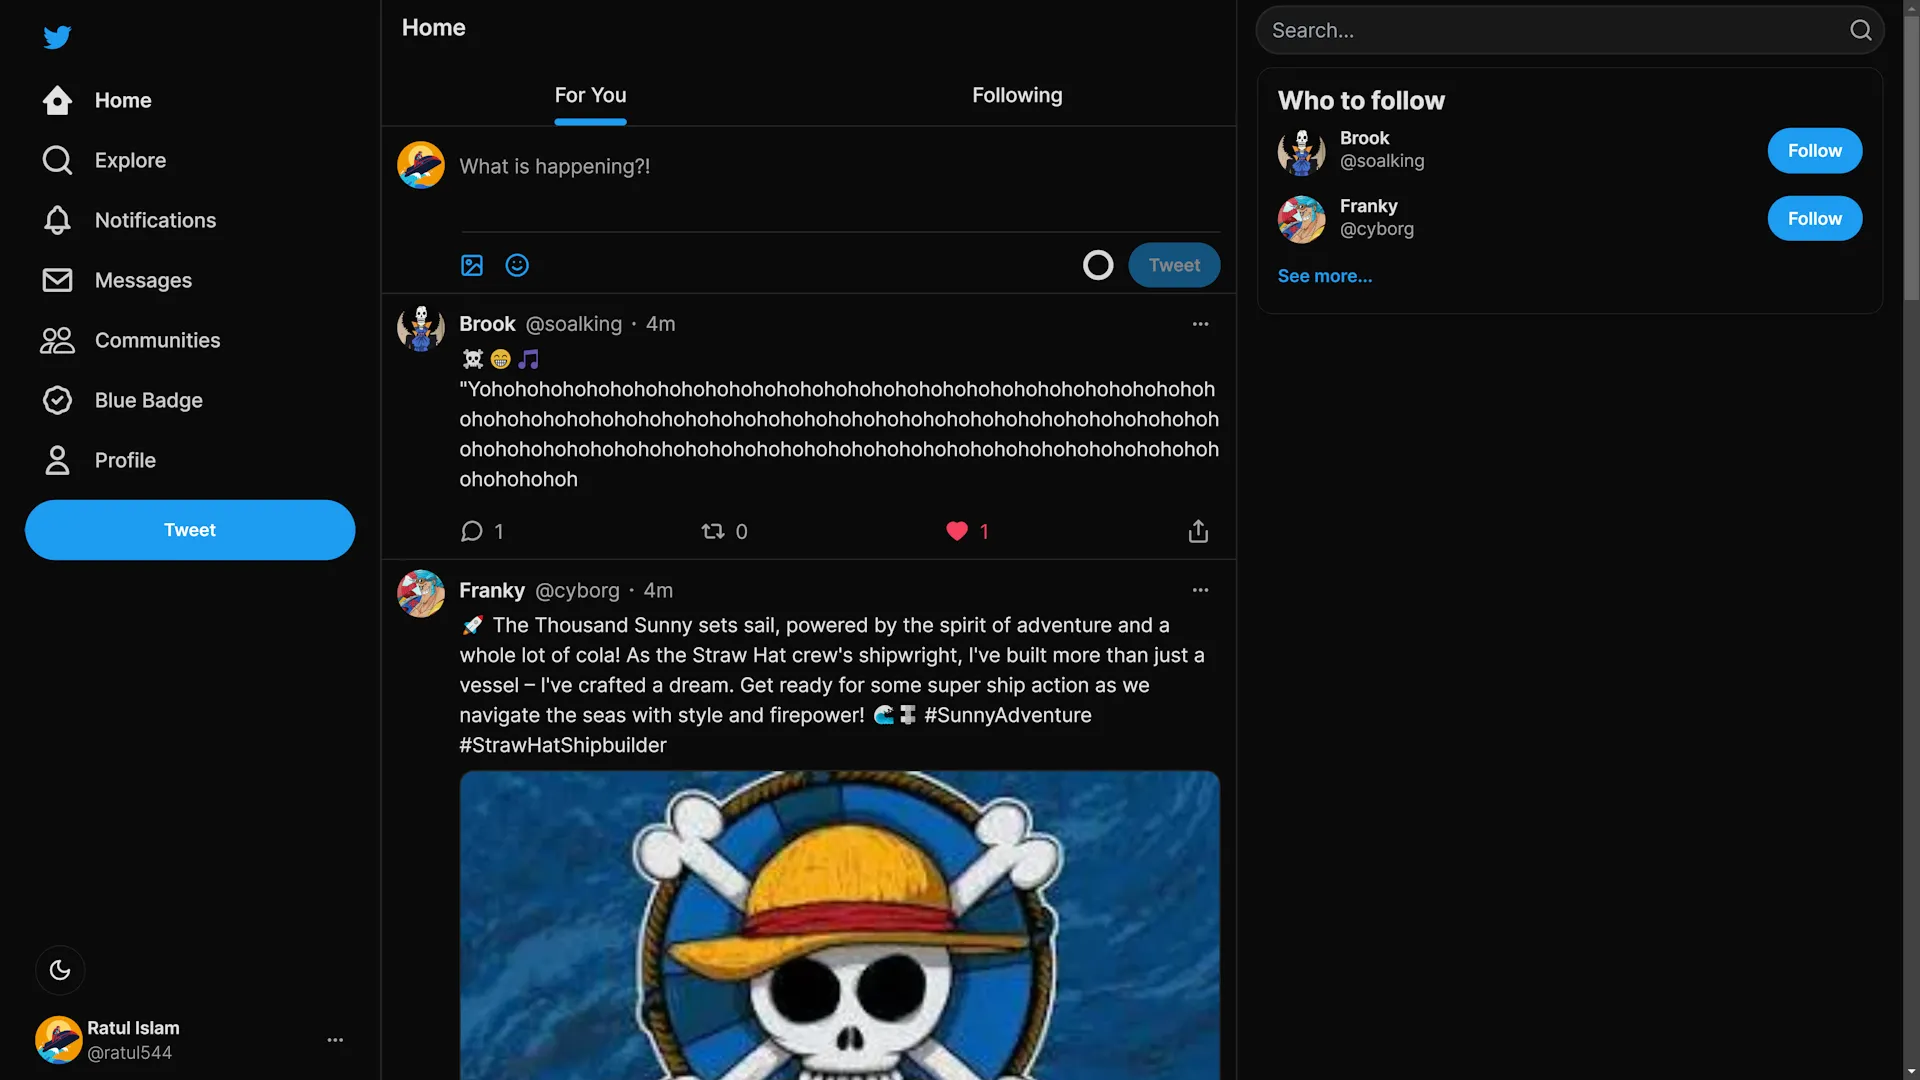 Home
Explore
Notifications
Messages
Communities
Blue Badge
Profile
Tweet
Ratul Islam
@ratul544
Home
For You
Following
What is happening?!
Tweet
Brook @soalking · 4m
☠️ 😁 🎵
"Yohohohohohohohohohohohohohohohohohohohohohohohohohohohohohoh
ohohohohohohohohohohohohohohohohohohohohohohohohohohohohohohoh
ohohohohohohohohohohohohohohohohohohohohohohohohohohohohohohoh
ohohohohoh
1
0
1
Franky @cyborg · 4m
🚀 The Thousand Sunny sets sail, powered by the spirit of adventure and a
whole lot of cola! As the Straw Hat crew's shipwright, I've built more than just a
vessel – I've crafted a dream. Get ready for some super ship action as we
navigate the seas with style and firepower! 🌊🔩 #SunnyAdventure
#StrawHatShipbuilder
Search...
Who to follow
Brook
@soalking
Follow
Franky
@cyborg
Follow
See more...